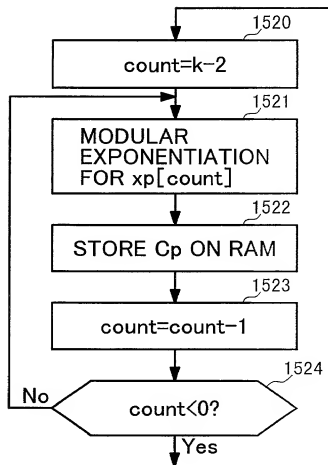 1520
count=k-2
1521
MODULAR
EXPONENTIATION
FOR xp[count]
1522
STORE Cp ON RAM
1523
count=count-1
1524
No
count<0?
Yes